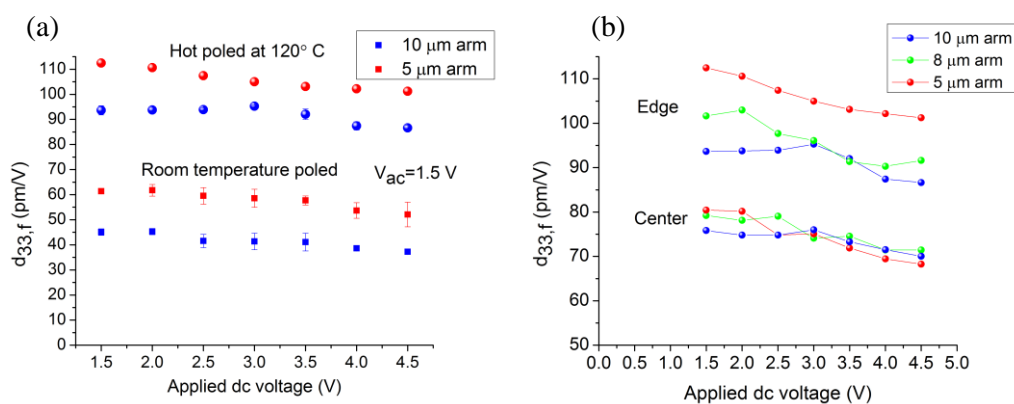 (a)
Hot poled at 120° C
10 μm arm
5 μm arm
Room temperature poled
Vac=1.5 V
d33,f (pm/V)
110
100
90
80
70
60
50
40
30
20
10
0
1.5 2.0 2.5 3.0 3.5 4.0 4.5
Applied dc voltage (V)
(b)
10 μm arm
8 μm arm
5 μm arm
Edge
Center
d33,f (pm/V)
110
100
90
80
70
60
50
0.0 0.5 1.0 1.5 2.0 2.5 3.0 3.5 4.0 4.5 5.0
Applied dc voltage (V)